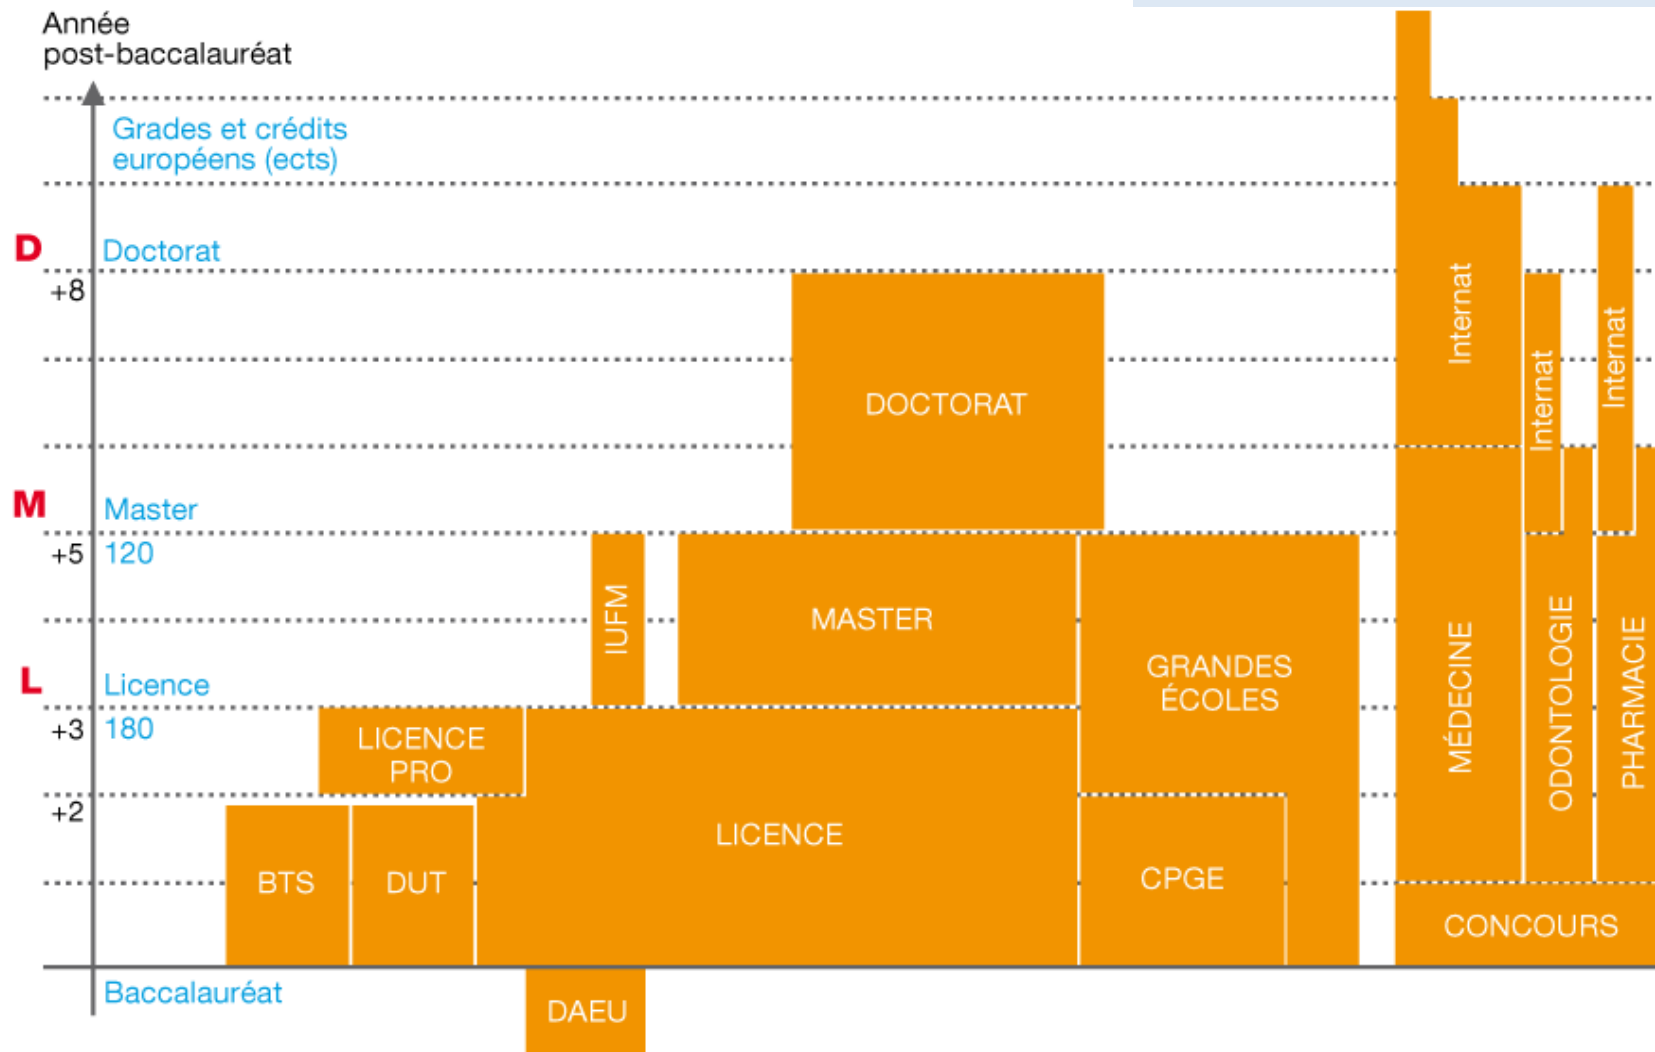 Année
post-baccalauréat
Grades et crédits
européens (ects)
D
Doctorat
+8
Internat
Internat
Internat
DOCTORAT
M
Master
+5
120
IUFM
MASTER
GRANDES
ÉCOLES
MÉDECINE
ODONTOLOGIE
PHARMACIE
L
Licence
+3
180
LICENCE
PRO
+2
LICENCE
BTS
DUT
CPGE
CONCOURS
Baccalauréat
DAEU